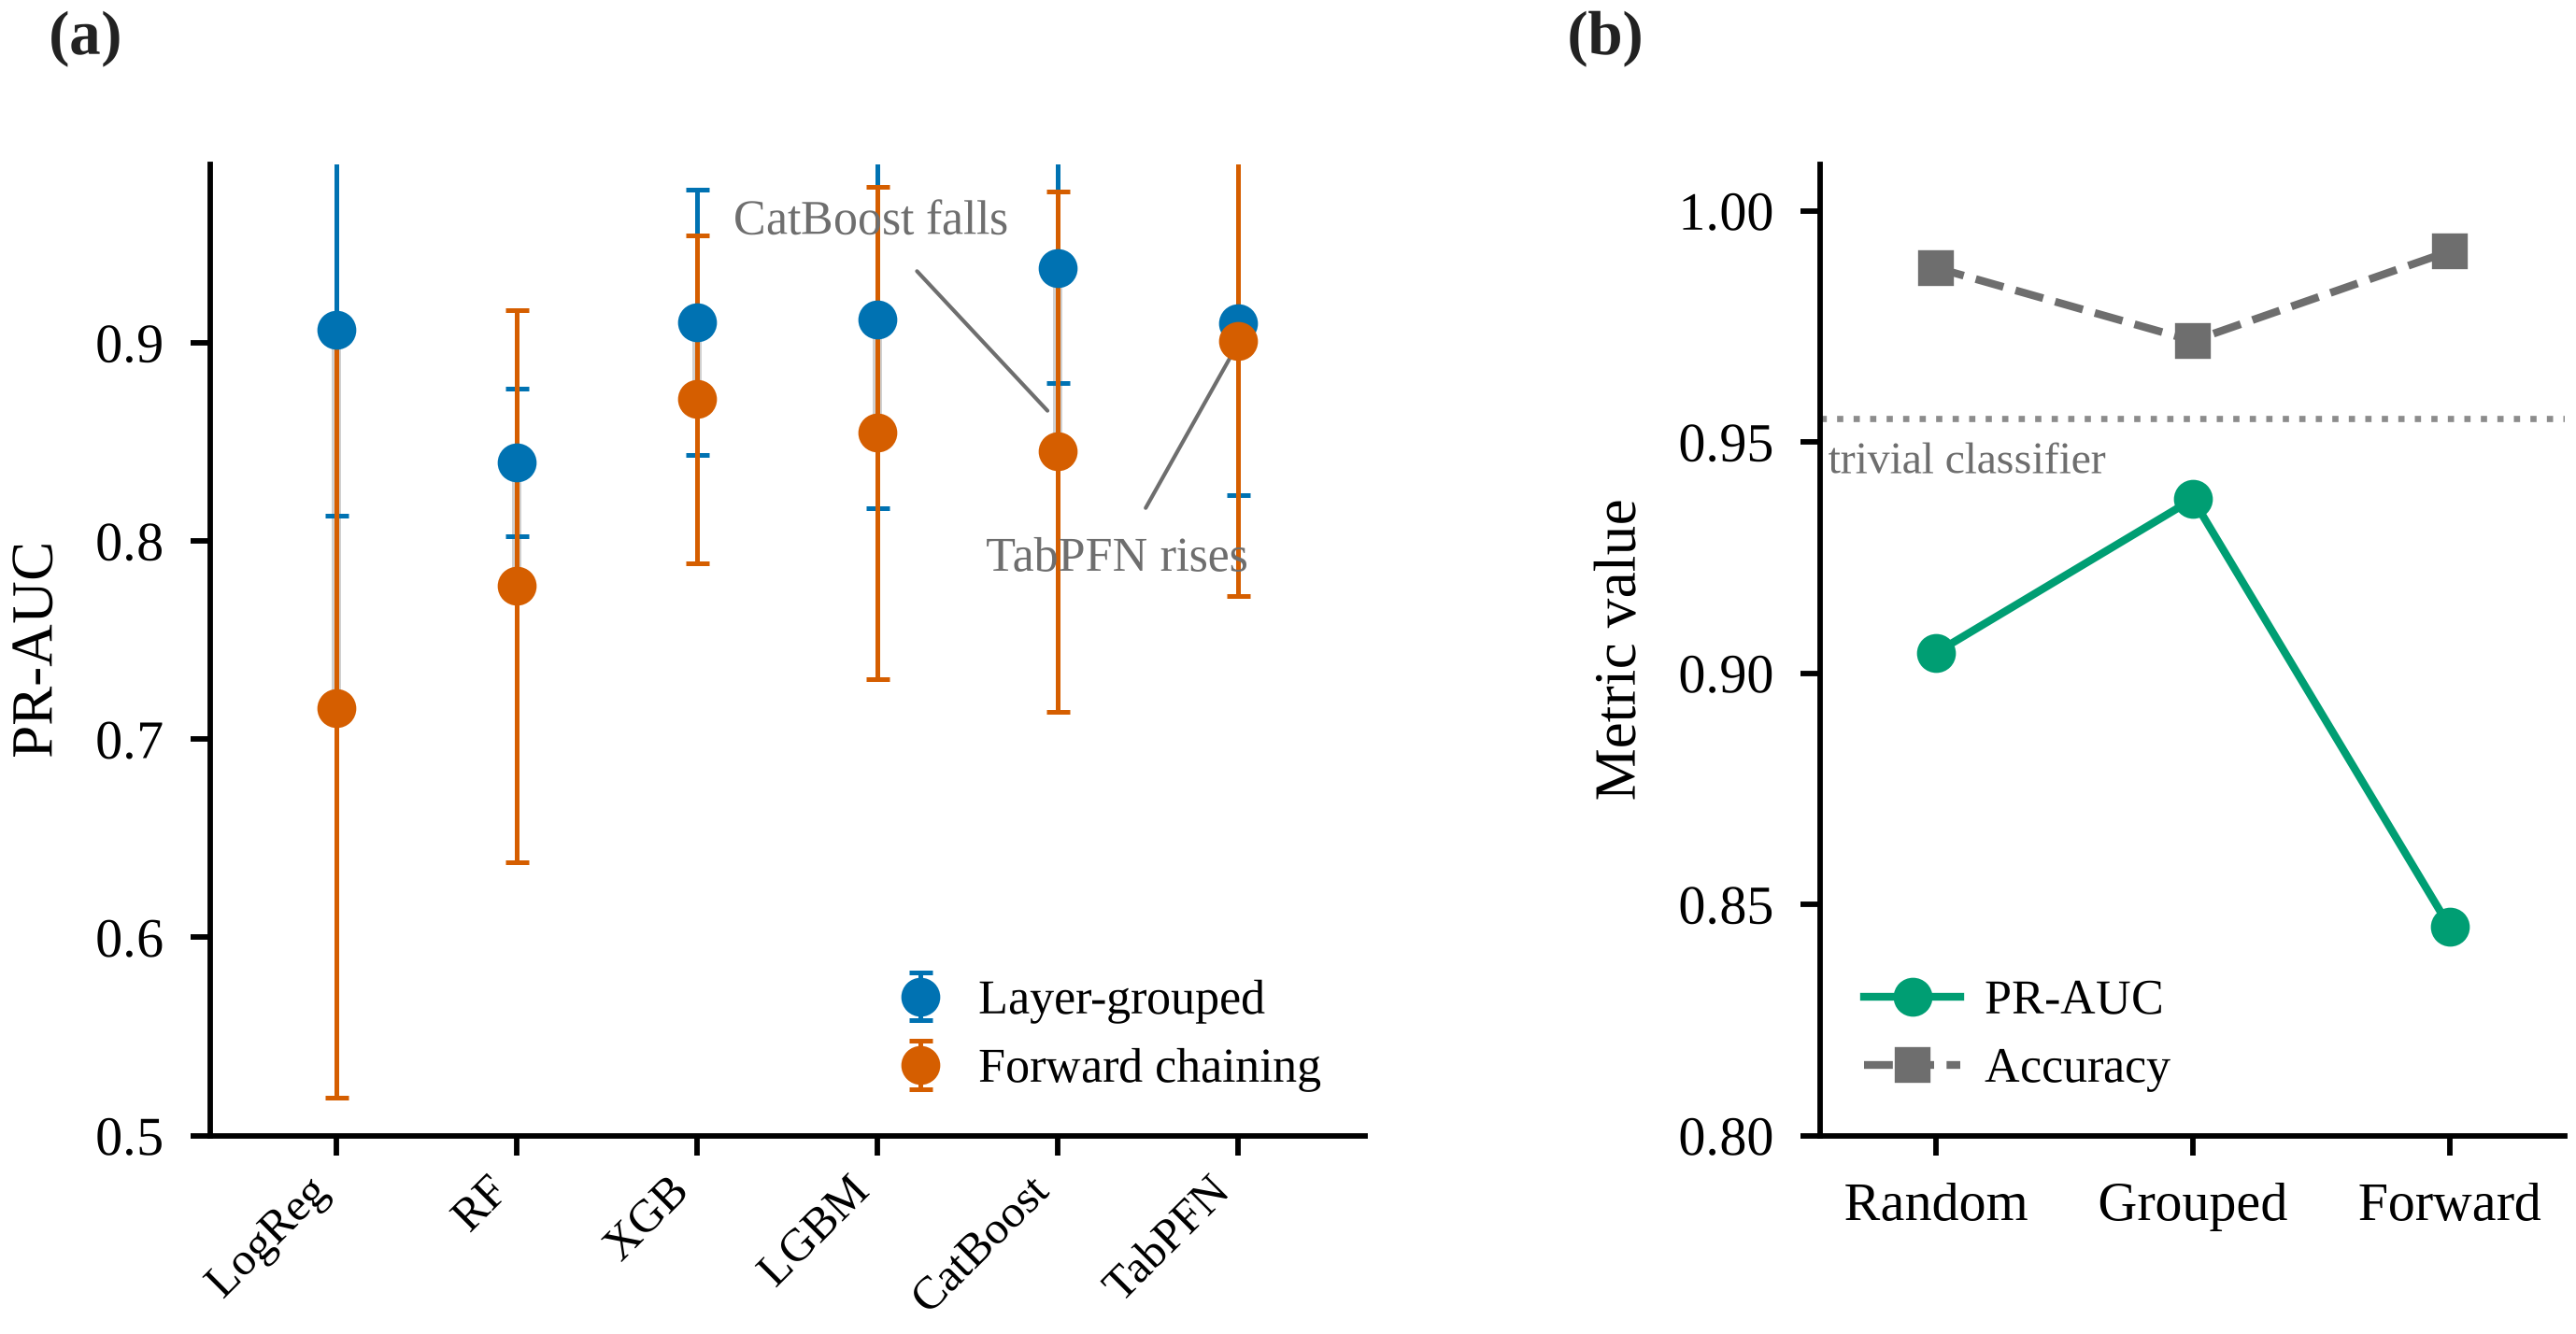 (a)
PR-AUC
0.9
0.8
0.7
0.6
0.5
CatBoost falls
TabPFN rises
Layer-grouped
Forward chaining
LogReg
RF
XGB
LGBM
CatBoost
TabPFN
(b)
Metric value
1.00
0.95
0.90
0.85
0.80
trivial classifier
PR-AUC
Accuracy
Random
Grouped
Forward